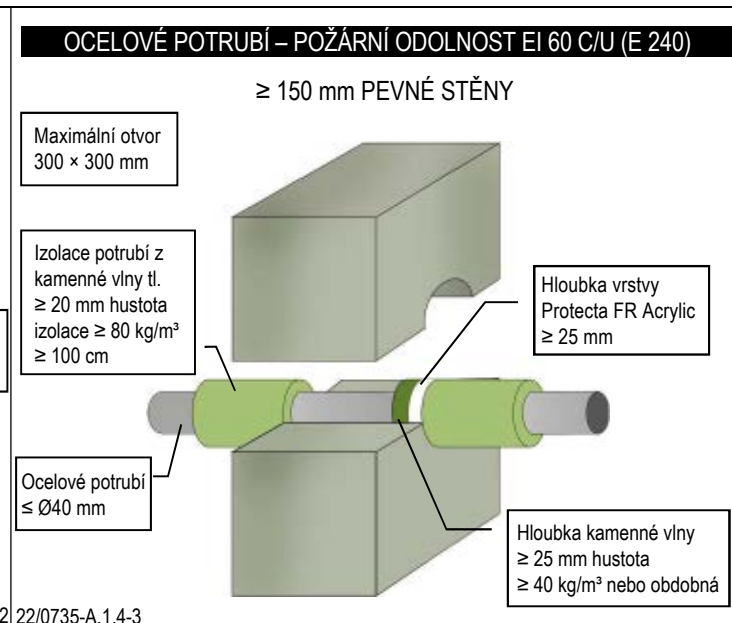 OCELOVÉ POTRUBÍ – POŽÁRNÍ ODOLNOST EI 60 C/U (E 240)
≥ 150 mm PEVNÉ STĚNY
Maximální otvor
300 × 300 mm
Izolace potrubí z
kamenné vlny tl.
≥ 20 mm hustota
izolace ≥ 80 kg/m³
≥ 100 cm
Hloubka vrstvy
Protecta FR Acrylic
≥ 25 mm
Ocelové potrubí
≤ Ø40 mm
Hloubka kamenné vlny
≥ 25 mm hustota
≥ 40 kg/m³ nebo obdobná
2
22/0735-A.1.4-3